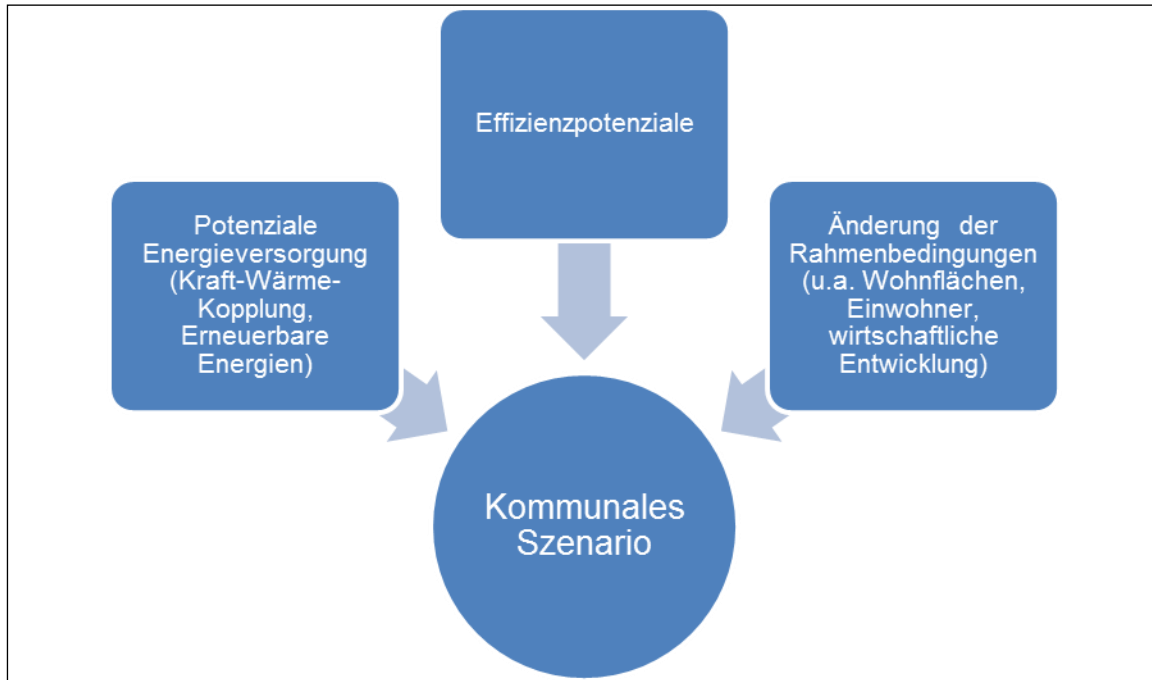 Effizienzpotenziale
Potenziale
Energieversorgung
(Kraft-Wärme-
Kopplung,
Erneuerbare
Energien)
Änderung der
Rahmenbedingungen
(u.a. Wohnflächen,
Einwohner,
wirtschaftliche
Entwicklung)
Kommunales
Szenario